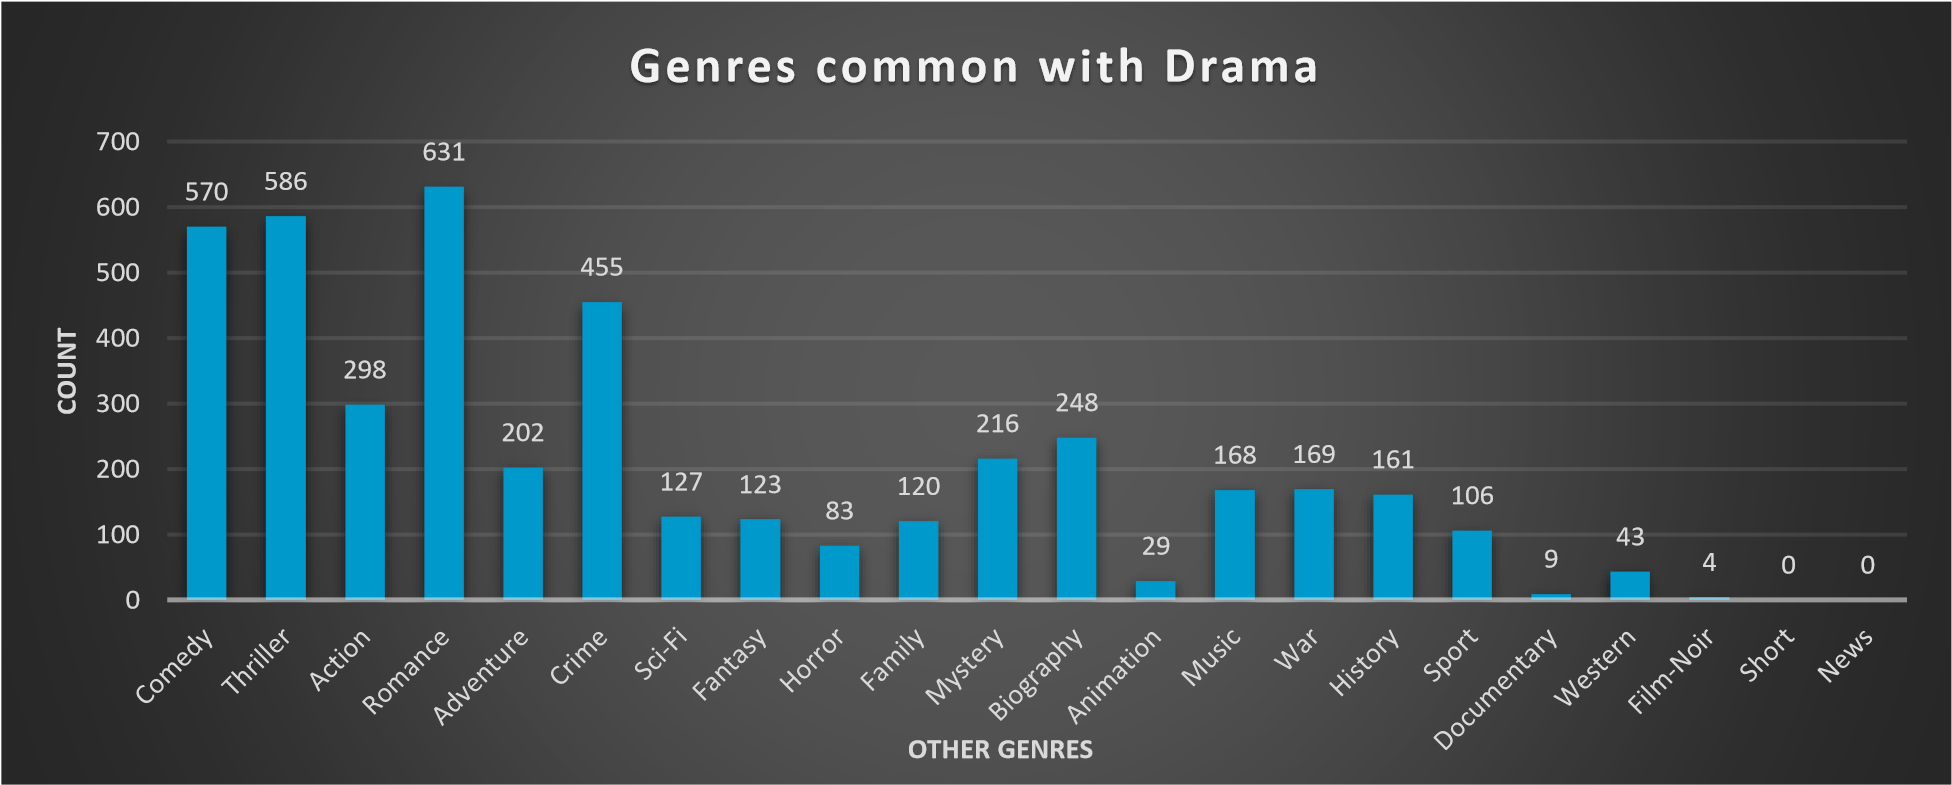 Genres common with Drama
COUNT
700
600
500
400
300
200
100
0
570
586
298
631
202
455
127
123
83
120
216
248
29
168
169
161
106
9
43
4
0
0
Comedy
Thriller
Action
Romance
Adventure
Crime
Sci-Fi
Fantasy
Horror
Family
Mystery
Biography
Animation
Music
War
History
Sport
Documentary
Western
Film-Noir
Short
News
OTHER GENRES